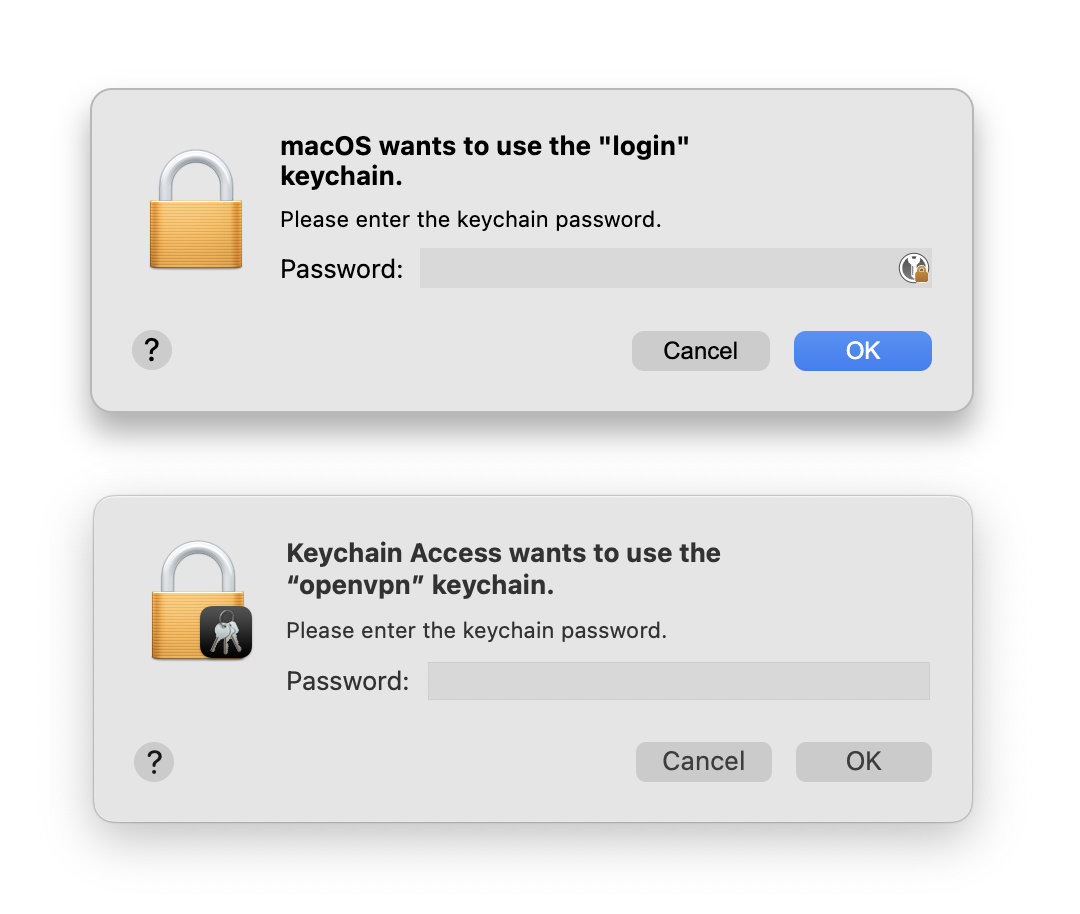 macOS wants to use the "login"
keychain.
Please enter the keychain password.
Password:
?
Cancel
OK
Keychain Access wants to use the
“openvpn” keychain.
Please enter the keychain password.
Password:
?
Cancel
OK